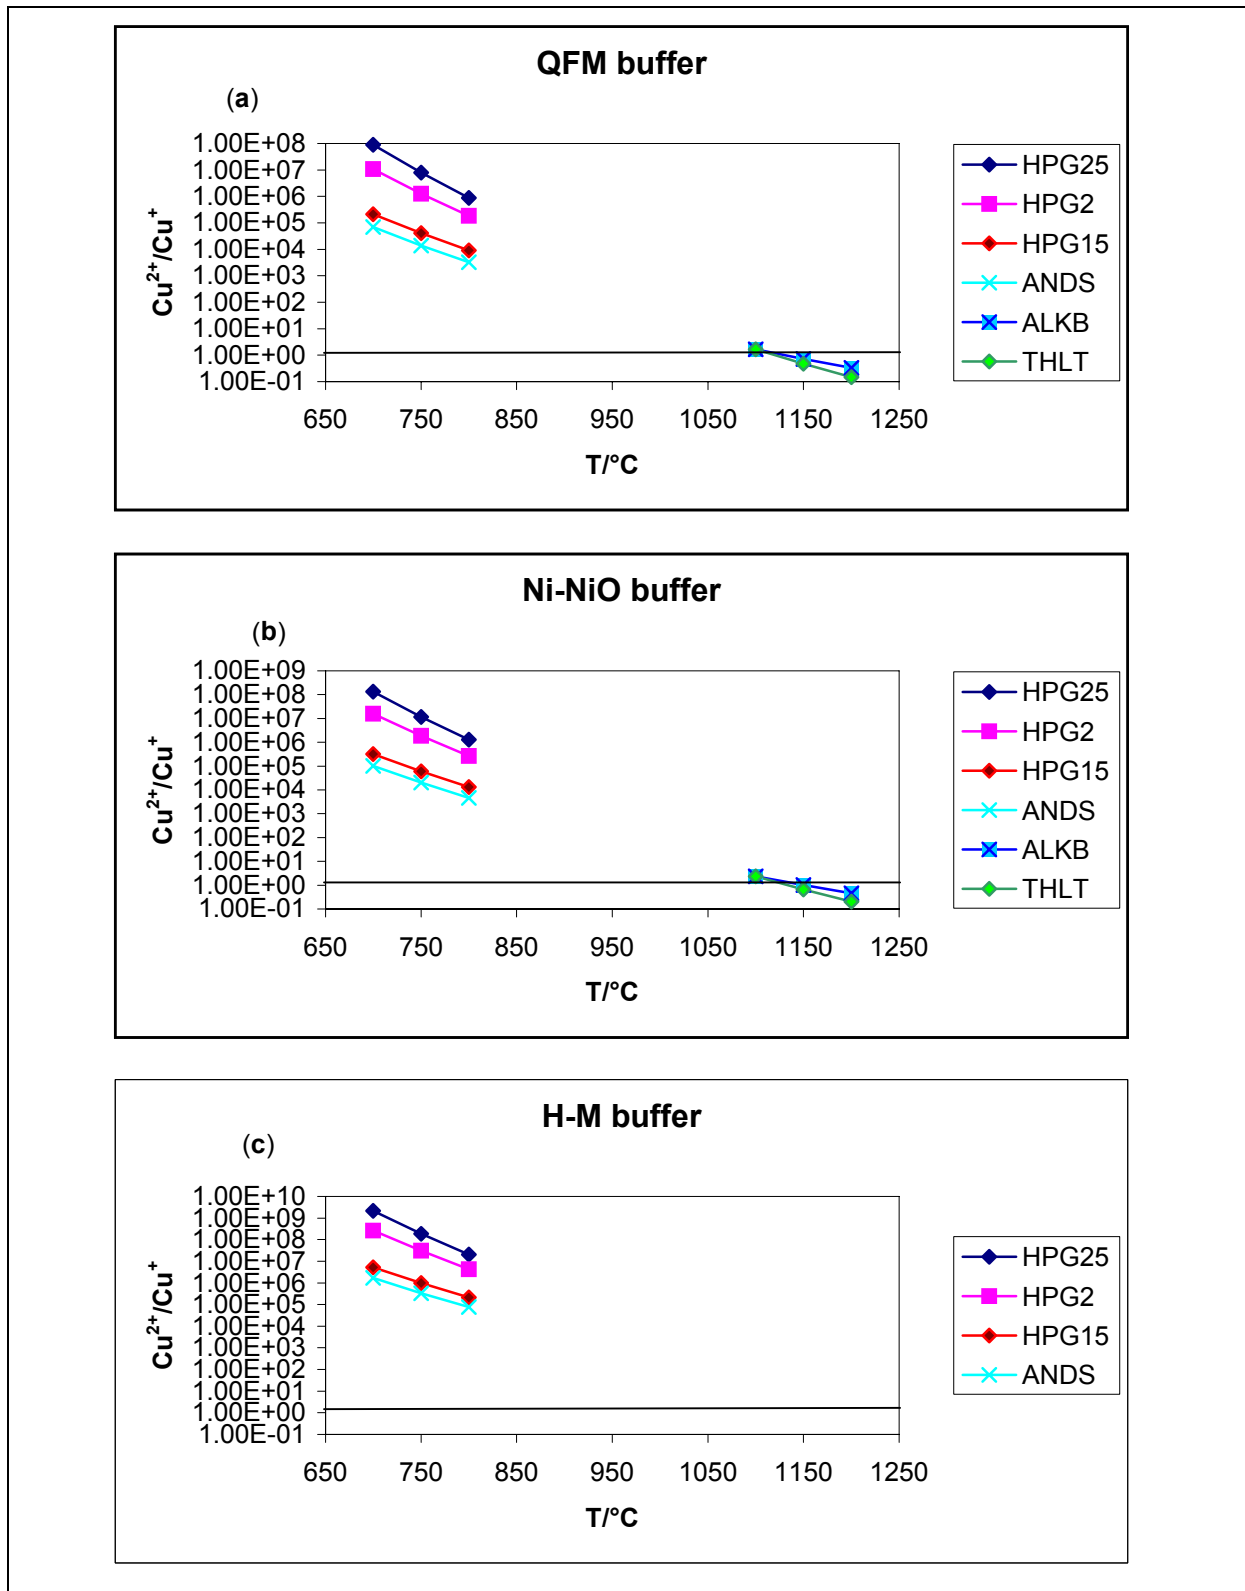 QFM buffer
(a)
1.00E+08
1.00E+07
1.00E+06
1.00E+05
1.00E+04
1.00E+03
1.00E+02
1.00E+01
1.00E+00
1.00E-01
Cu²⁺/Cu⁺
650 750 850 950 1050 1150 1250
T/°C
HPG25
HPG2
HPG15
ANDS
ALKB
THLT
Ni-NiO buffer
(b)
1.00E+09
1.00E+08
1.00E+07
1.00E+06
1.00E+05
1.00E+04
1.00E+03
1.00E+02
1.00E+01
1.00E+00
1.00E-01
Cu²⁺/Cu⁺
650 750 850 950 1050 1150 1250
T/°C
HPG25
HPG2
HPG15
ANDS
ALKB
THLT
H-M buffer
(c)
1.00E+10
1.00E+09
1.00E+08
1.00E+07
1.00E+06
1.00E+05
1.00E+04
1.00E+03
1.00E+02
1.00E+01
1.00E+00
1.00E-01
Cu²⁺/Cu⁺
650 750 850 950 1050 1150 1250
T/°C
HPG25
HPG2
HPG15
ANDS